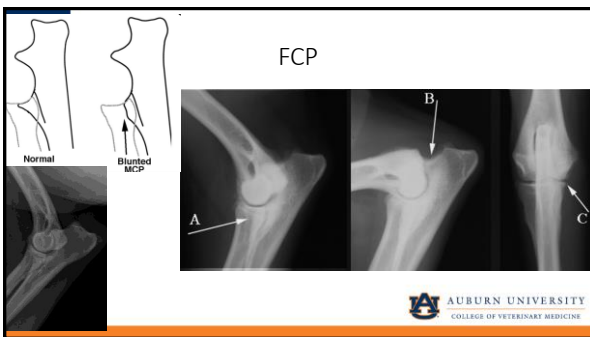 FCP
Normal
Blunted
MCP
A
B
C
AUBURN UNIVERSITY
COLLEGE OF VETERINARY MEDICINE